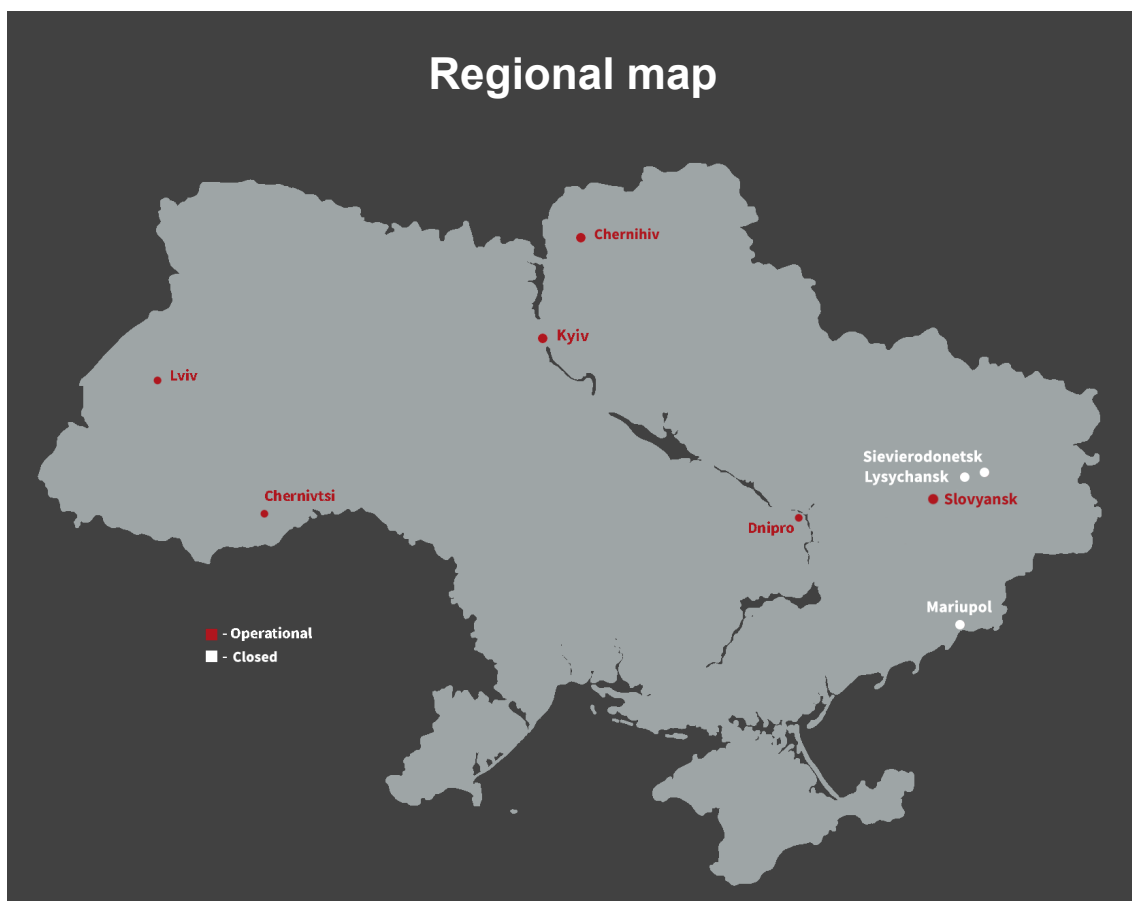 Regional map
Chernihiv
Kyiv
Lviv
Sievierodonetsk
Lysychansk
Slovyansk
Chernivtsi
Dnipro
Mariupol
- Operational
- Closed